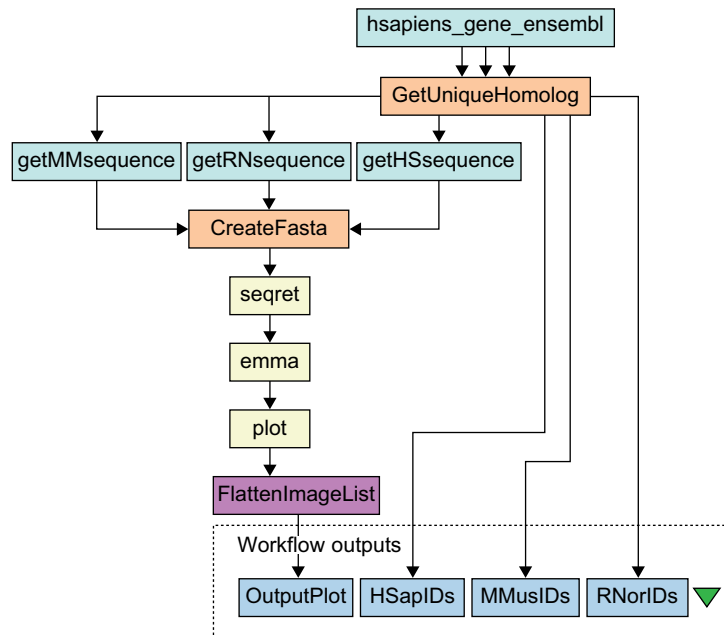 hsapiens_gene_ensembl
GetUniqueHomolog
getMMsequence getRNsequence getHSsequence
CreateFasta
seqret
emma
plot
FlattenImageList
Workflow outputs
OutputPlot HSapIDs MMusIDs RNorIDs